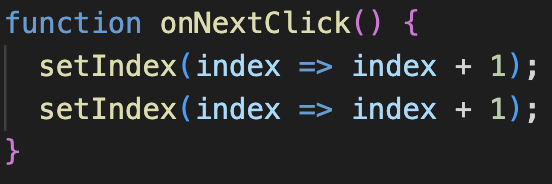 function onNextClick() {
  setIndex(index => index + 1);
  setIndex(index => index + 1);
}